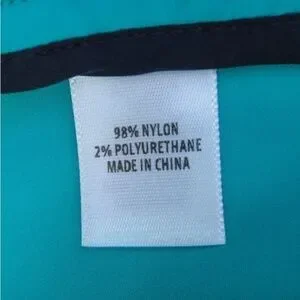 98% NYLON
2% POLYURETHANE
MADE IN CHINA